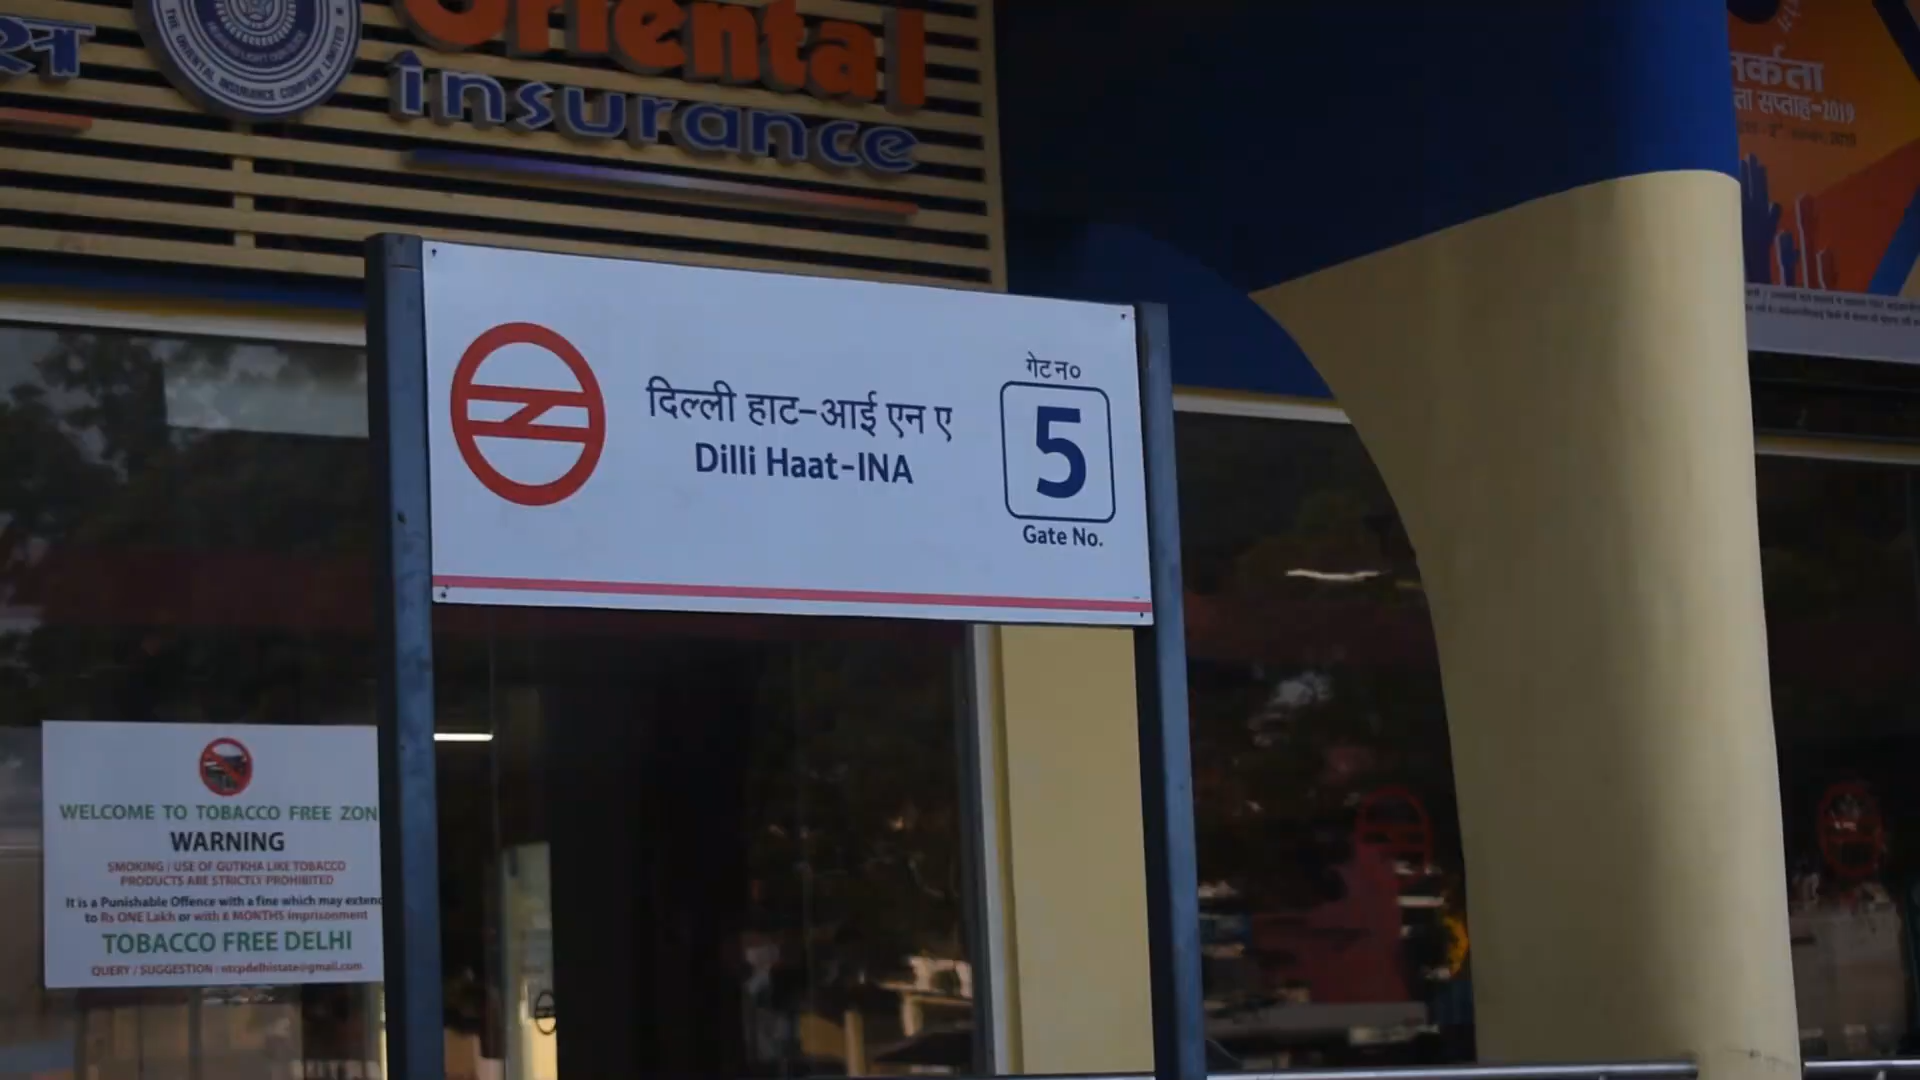 Oriental
insurance
THE ORIENTAL INSURANCE COMPANY LIMITED
सप्ताह-2019
दिल्ली हाट-आई एन ए
Dilli Haat-INA
गेट न०
5
Gate No.
WELCOME TO TOBACCO FREE ZON
WARNING
SMOKING / USE OF GUTKHA LIKE TOBACCO
PRODUCTS ARE STRICTLY PROHIBITED
It is a Punishable Offence with a fine which may extend
to Rs ONE Lakh or with 6 MONTHS imprisonment
TOBACCO FREE DELHI
QUERY / SUGGESTION : ntcpdelhistate@gmail.com